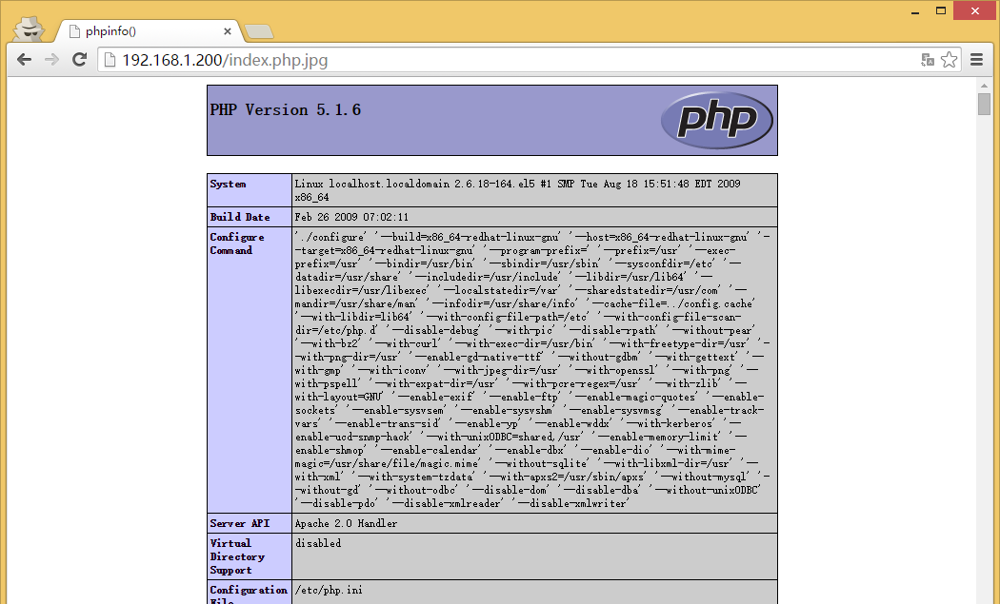 phpinfo()
192.168.1.200/index.php.jpg
PHP Version 5.1.6
php
System
Linux localhost.localdomain 2.6.18-164.el5 #1 SMP Tue Aug 18 15:51:48 EDT 2009
x86_64
Build Date
Feb 26 2009 07:02:11
Configure
Command
'./configure' '--build=x86_64-redhat-linux-gnu' '--host=x86_64-redhat-linux-gnu' '-
-target=x86_64-redhat-linux-gnu' '--program-prefix=' '--prefix=/usr' '--exec-
prefix=/usr' '--bindir=/usr/bin' '--sbindir=/usr/sbin' '--sysconfdir=/etc' '--
datadir=/usr/share' '--includedir=/usr/include' '--libdir=/usr/lib64' '--
libexecdir=/usr/libexec' '--localstatedir=/var' '--sharedstatedir=/usr/com' '--
mandir=/usr/share/man' '--infodir=/usr/share/info' '--cache-file=../config.cache'
'--with-libdir=lib64' '--with-config-file-path=/etc' '--with-config-file-scan-
dir=/etc/php.d' '--disable-debug' '--with-pic' '--disable-rpath' '--without-pear'
'--with-bz2' '--with-curl' '--with-exec-dir=/usr/bin' '--with-freetype-dir=/usr' '-
-with-png-dir=/usr' '--enable-gd-native-ttf' '--without-gdbm' '--with-gettext' '--
with-gmp' '--with-iconv' '--with-jpeg-dir=/usr' '--with-openssl' '--with-png' '--
with-pspell' '--with-expat-dir=/usr' '--with-pcre-regex=/usr' '--with-zlib' '--
with-layout=GNU' '--enable-exif' '--enable-ftp' '--enable-magic-quotes' '--enable-
sockets' '--enable-sysvsem' '--enable-sysvshm' '--enable-sysvmsg' '--enable-track-
vars' '--enable-trans-sid' '--enable-yp' '--enable-wddx' '--with-kerberos' '--
enable-ucd-snmp-hack' '--with-unixODBC=shared,/usr' '--enable-memory-limit' '--
enable-shmop' '--enable-calendar' '--enable-dbx' '--enable-dio' '--with-mime-
magic=/usr/share/file/magic.mime' '--without-sqlite' '--with-libxml-dir=/usr' '--
with-xml' '--with-system-tzdata' '--with-apxs2=/usr/sbin/apxs' '--without-mysql' '-
-without-gd' '--without-odbc' '--disable-dom' '--disable-dba' '--without-unixODBC'
'--disable-pdo' '--disable-xmlreader' '--disable-xmlwriter'
Server API
Apache 2.0 Handler
Virtual
Directory
Support
disabled
Configuration
File
/etc/php.ini